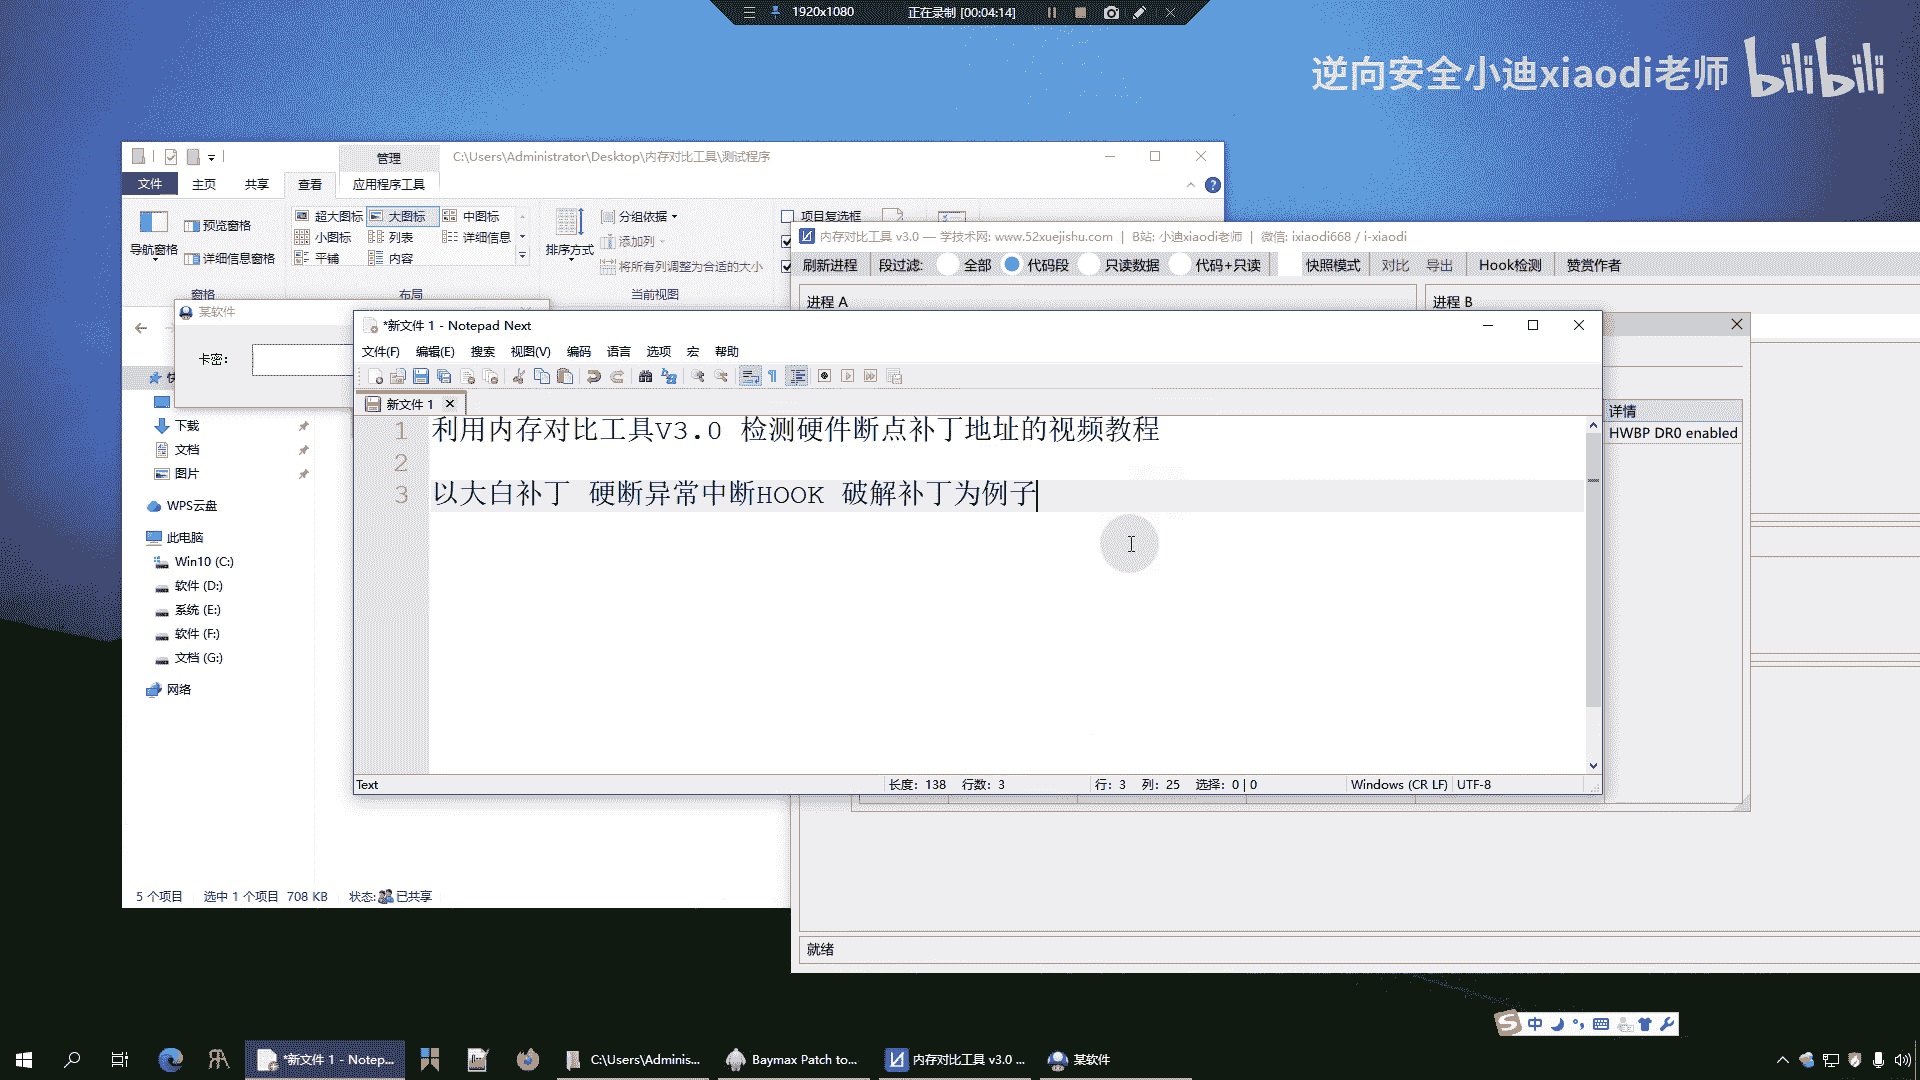 1920x1080 正在录制 [00:04:14]
逆向安全小迪xiaodi老师 bilibili
管理 C:\Users\Administrator\Desktop\内存对比工具\测试程序
文件 主页 共享 查看 应用程序工具
导航窗格 预览窗格 详细信息窗格
窗格
超大图标 大图标 中图标
小图标 列表 详细信息
平铺 内容
布局
排序方式 分组依据
添加列
将所有列调整为合适的大小
当前视图
项目复选框
内存对比工具 v3.0 — 学技术网: www.52xuejishu.com | B站: 小迪xiaodi老师 | 微信: ixiaodi668 / i-xiaodi
刷新进程 段过滤: 全部 代码段 只读数据 代码+只读 快照模式 对比 导出 Hook检测 赞赏作者
进程 A 进程 B
某软件
卡密:
*新文件 1 - Notepad Next
文件(F) 编辑(E) 搜索 视图(V) 编码 语言 选项 宏 帮助
新文件 1
1 利用内存对比工具V3.0 检测硬件断点补丁地址的视频教程
2
3 以大白补丁 硬断异常中断HOOK 破解补丁为例子
Text 长度: 138 行数: 3 行: 3 列: 25 选择: 0 | 0 Windows (CR LF) UTF-8
详情
HWBP DR0 enabled
下载
文档
图片
WPS云盘
此电脑
Win10 (C:)
软件 (D:)
系统 (E:)
软件 (F:)
文档 (G:)
网络
5 个项目 选中 1 个项目 708 KB 状态: 已共享
就绪
中
*新文件 1 - Notep... C:\Users\Adminis... Baymax Patch to... 内存对比工具 v3.0 ... 某软件